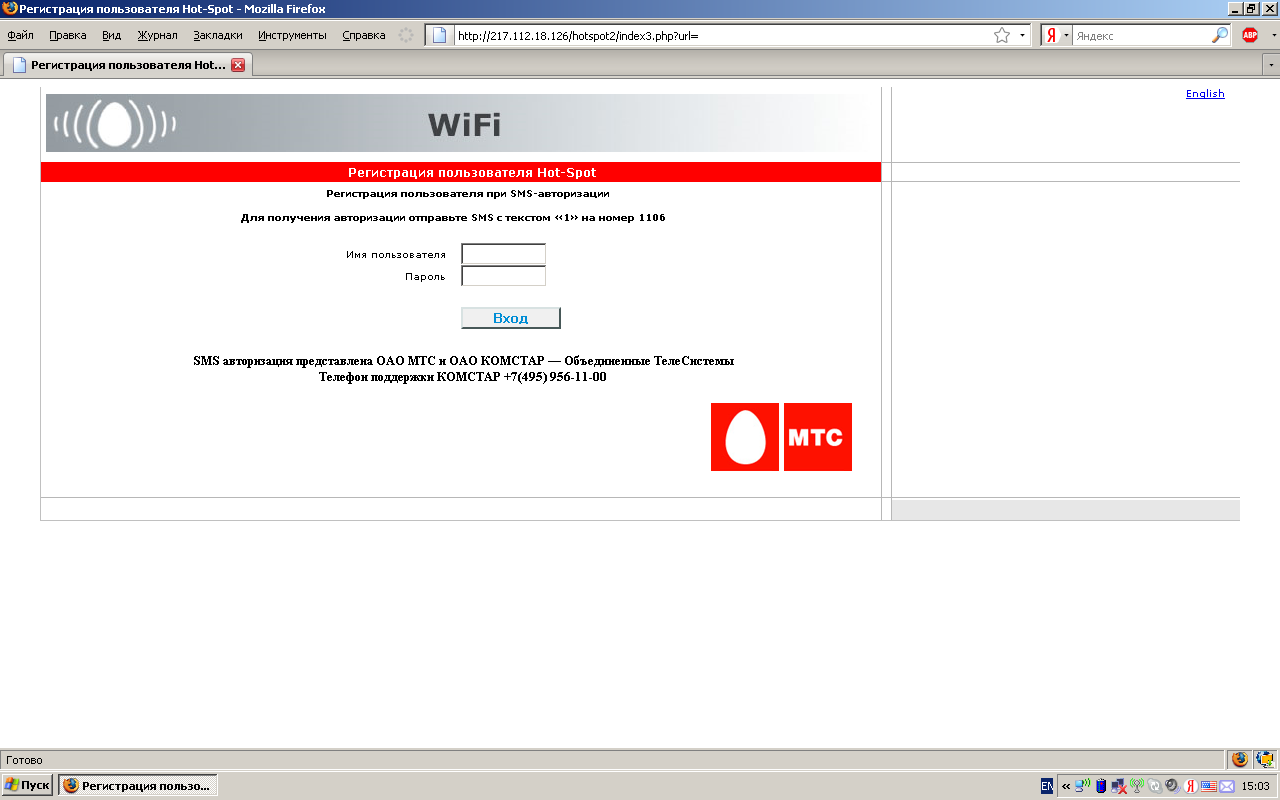 Регистрация пользователя Hot-Spot - Mozilla Firefox
Файл Правка Вид Журнал Закладки Инструменты Справка http://217.112.18.126/hotspot2/index3.php?url= Я Яндекс ABP
Регистрация пользователя Hot...
English
WiFi
Регистрация пользователя Hot-Spot
Регистрация пользователя при SMS-авторизации
Для получения авторизации отправьте SMS с текстом «1» на номер 1106
Имя пользователя
Пароль
Вход
SMS авторизация представлена ОАО МТС и ОАО КОМСТАР — Объединенные ТелеСистемы
Телефон поддержки КОМСТАР +7(495) 956-11-00
МТС
Готово
Пуск Регистрация пользо... EN « Я 15:03